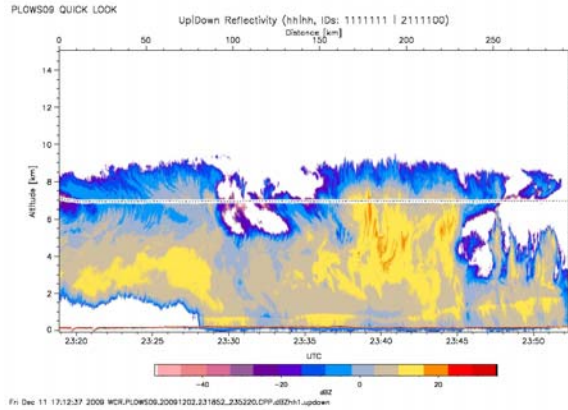 PLOWS09 QUICK LOOK
Up|Down Reflectivity (hh|hh, IDs: 1111111 | 2111100)
Distance [km]
0 50 100 150 200 250
14
12
10
8
6
4
2
0
Altitude [km]
23:20 23:25 23:30 23:35 23:40 23:45 23:50
UTC
-40 -20 0 20
dBZ
Fri Dec 11 17:12:37 2009 WCR.PLOWS09.20091202.231852_235220.CPP.dBZhh1.updown